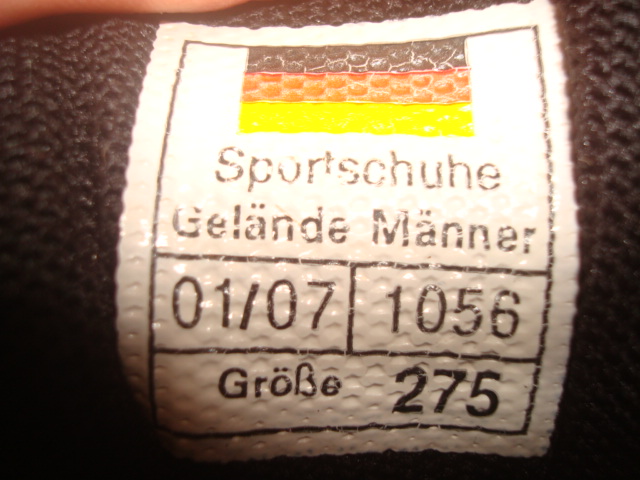 Sportschuhe
Gelände Männer
01/07 1056
Größe 275